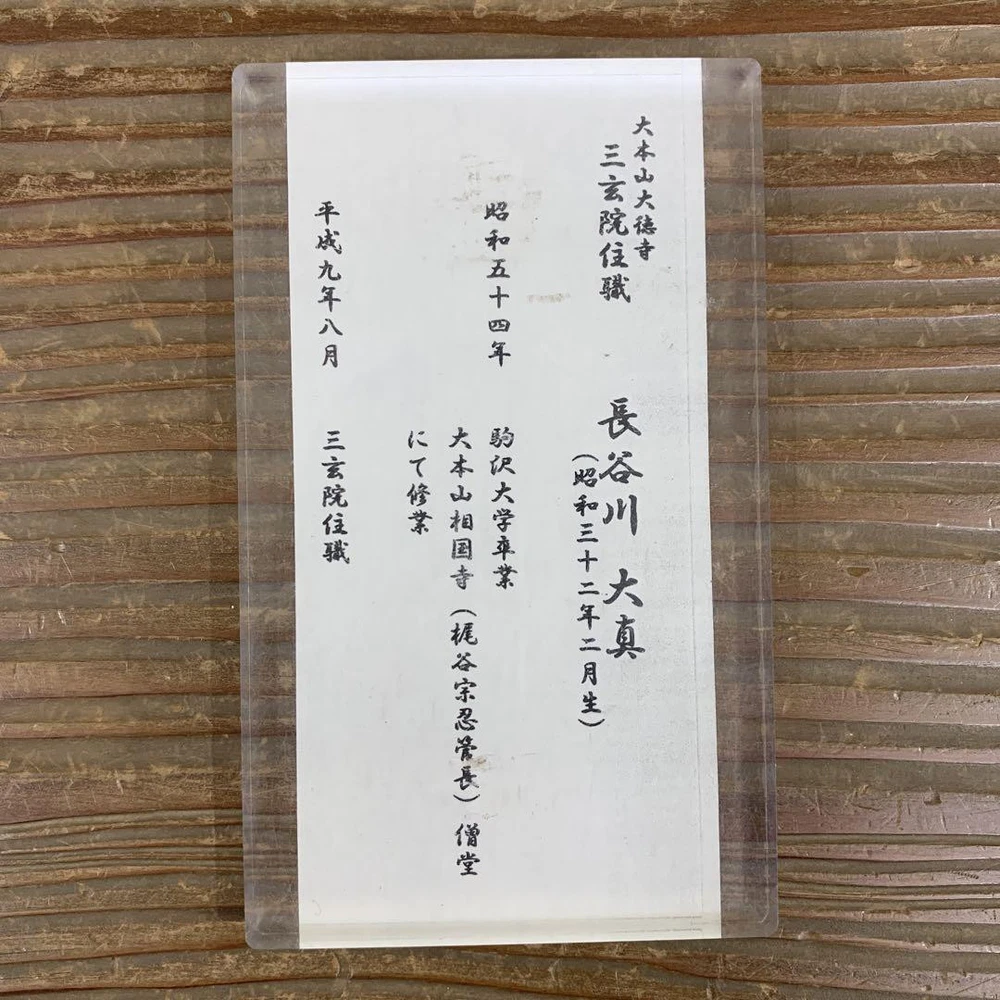 大本山大徳寺
三玄院住職
長谷川 大真
(昭和三十二年二月生)
昭和五十四年 駒沢大学卒業
大本山相国寺(梶谷宗忍管長)僧堂
にて修業
平成九年八月 三玄院住職